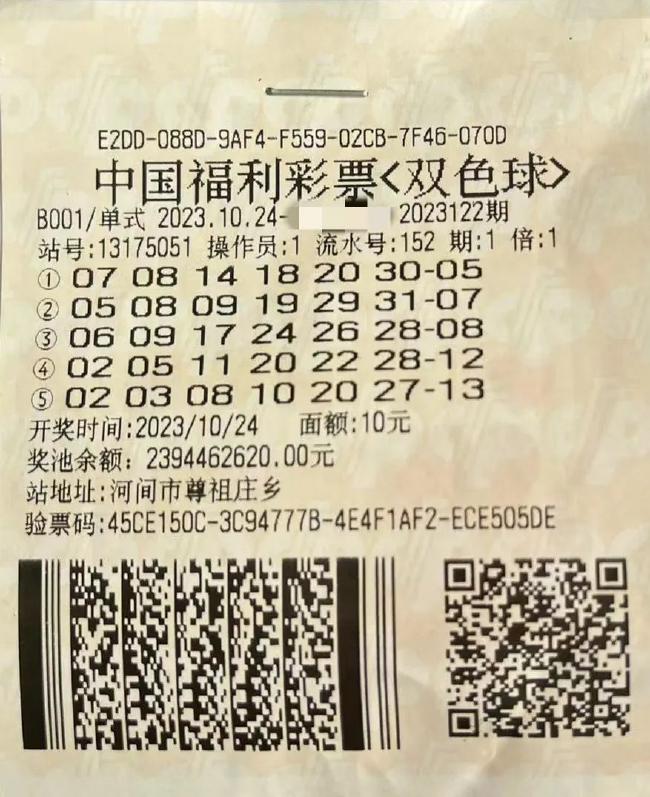 E2DD-088D-9AF4-F559-02CB-7F46-070D
中国福利彩票<双色球>
B001/单式 2023.10.24- 2023122期
站号:13175051 操作员:1 流水号:152 期:1 倍:1
① 07 08 14 18 20 30-05
② 05 08 09 19 29 31-07
③ 06 09 17 24 26 28-08
④ 02 05 11 20 22 28-12
⑤ 02 03 08 10 20 27-13
开奖时间:2023/10/24 面额:10元
奖池余额: 2394462620.00元
站地址:河间市尊祖庄乡
验票码:45CE150C-3C94777B-4E4F1AF2-ECE505DE